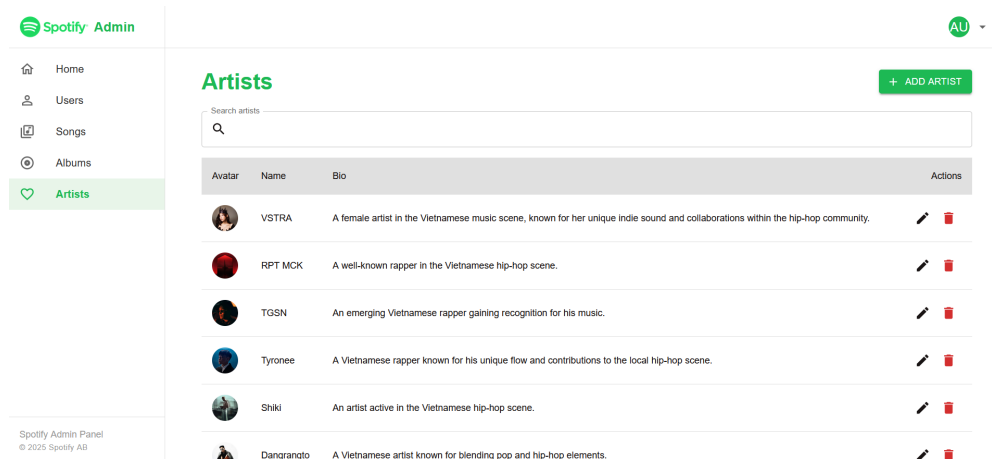 Spotify Admin
AU
Home
Users
Songs
Albums
Artists
Artists
+ ADD ARTIST
Search artists
Avatar Name Bio Actions
VSTRA A female artist in the Vietnamese music scene, known for her unique indie sound and collaborations within the hip-hop community.
RPT MCK A well-known rapper in the Vietnamese hip-hop scene.
TGSN An emerging Vietnamese rapper gaining recognition for his music.
Tyronee A Vietnamese rapper known for his unique flow and contributions to the local hip-hop scene.
Shiki An artist active in the Vietnamese hip-hop scene.
Dangrangto A Vietnamese artist known for blending pop and hip-hop elements.
Spotify Admin Panel
© 2025 Spotify AB